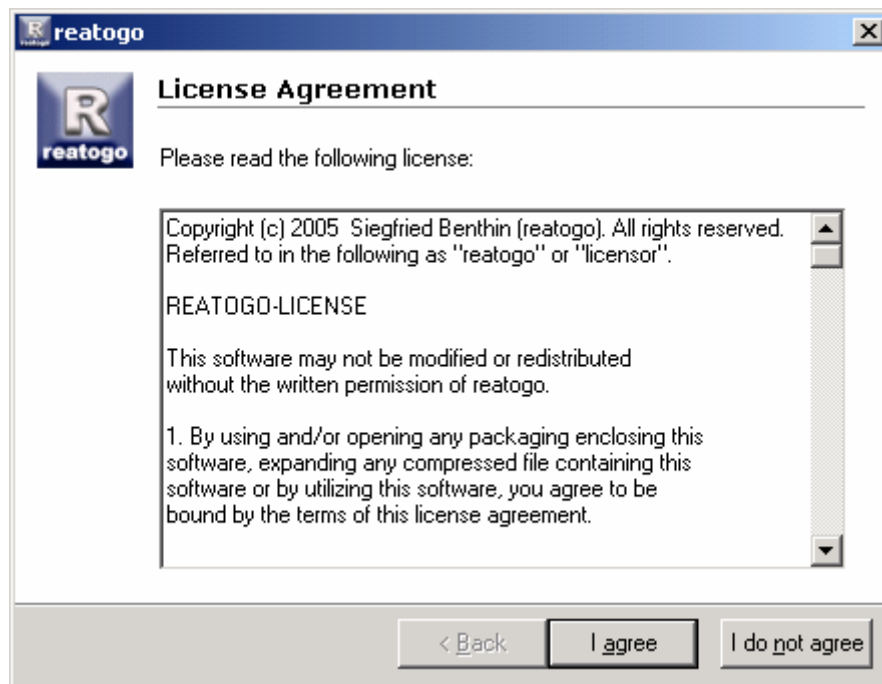 reatogo
R
reatogo
License Agreement
Please read the following license:
Copyright (c) 2005  Siegfried Benthin (reatogo). All rights reserved.
Referred to in the following as "reatogo" or "licensor".
REATOGO-LICENSE
This software may not be modified or redistributed
without the written permission of reatogo.
1. By using and/or opening any packaging enclosing this
software, expanding any compressed file containing this
software or by utilizing this software, you agree to be
bound by the terms of this license agreement.
< Back
I agree
I do not agree